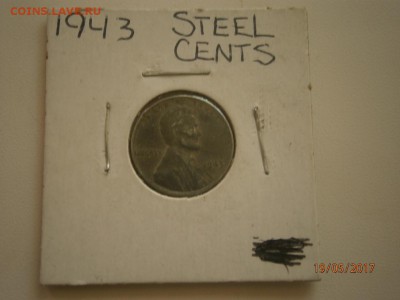 COINS.LAVE.RU
1943 STEEL
CENTS
19/05/2017